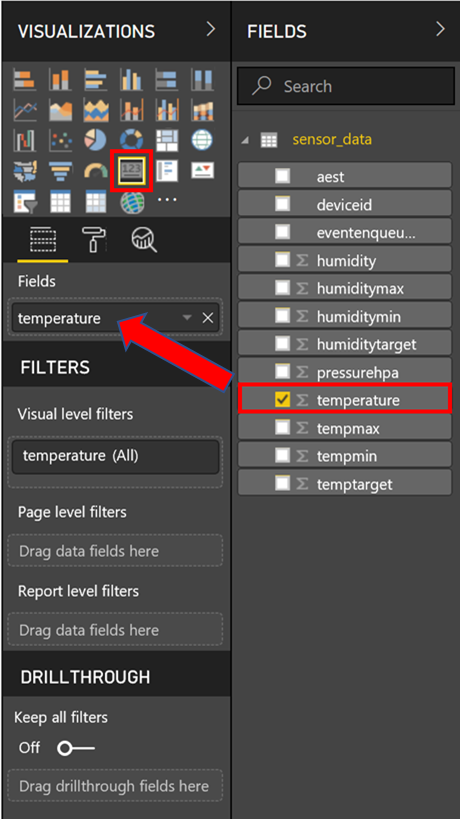 VISUALIZATIONS
123
Fields
temperature
FILTERS
Visual level filters
temperature (All)
Page level filters
Drag data fields here
Report level filters
Drag data fields here
DRILLTHROUGH
Keep all filters
Off
Drag drillthrough fields here
FIELDS
Search
sensor_data
aest
deviceid
eventenqueu...
Σ humidity
Σ humiditymax
Σ humiditymin
Σ humiditytarget
Σ pressurehpa
Σ temperature
Σ tempmax
Σ tempmin
Σ temptarget